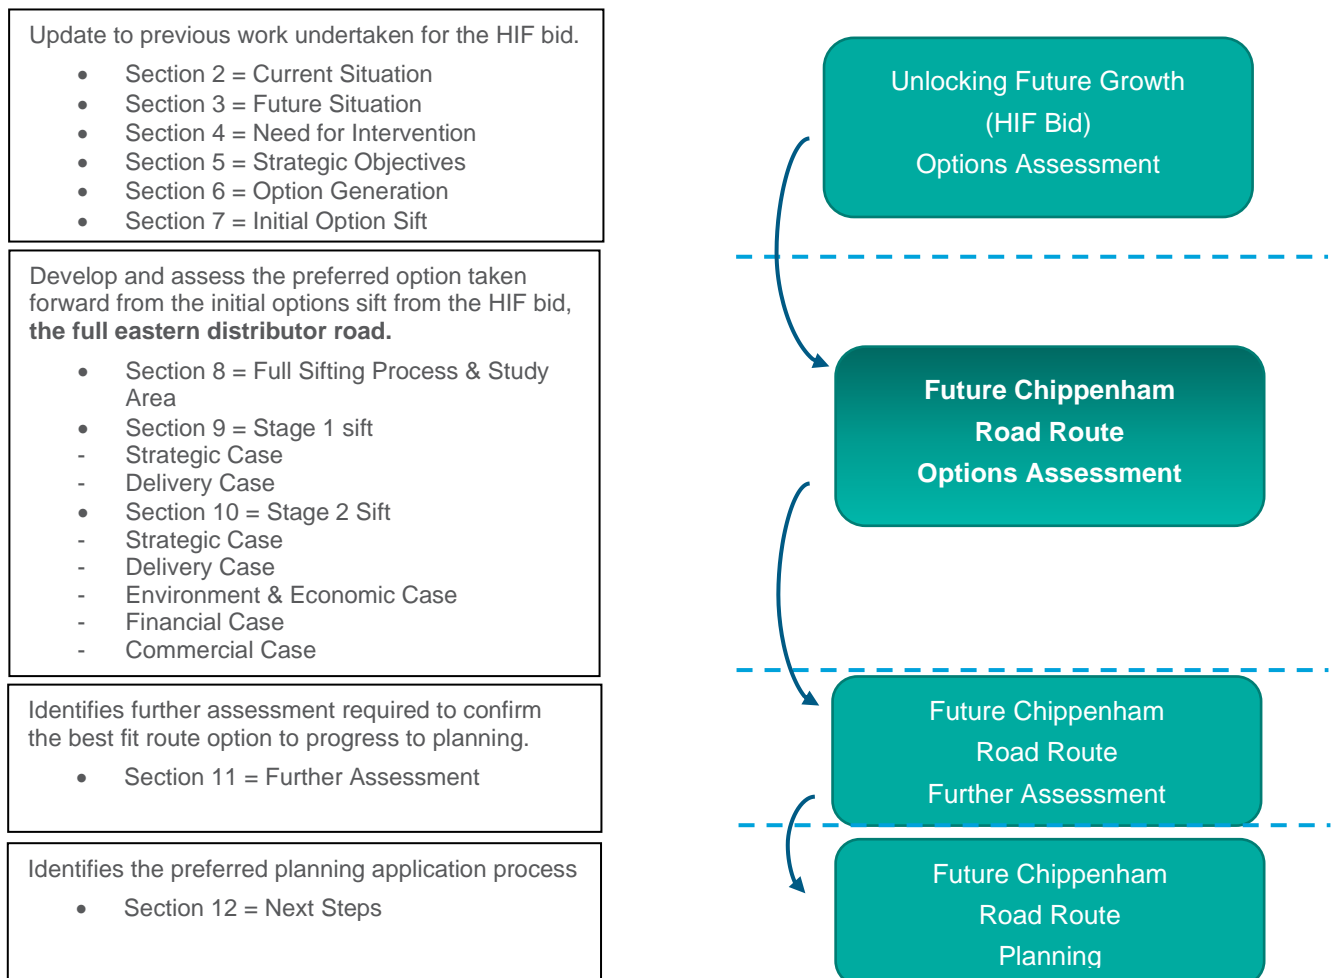 Update to previous work undertaken for the HIF bid.
• Section 2 = Current Situation
• Section 3 = Future Situation
• Section 4 = Need for Intervention
• Section 5 = Strategic Objectives
• Section 6 = Option Generation
• Section 7 = Initial Option Sift
Unlocking Future Growth
(HIF Bid)
Options Assessment
Develop and assess the preferred option taken
forward from the initial options sift from the HIF bid,
the full eastern distributor road.
• Section 8 = Full Sifting Process & Study
Area
• Section 9 = Stage 1 sift
- Strategic Case
- Delivery Case
• Section 10 = Stage 2 Sift
- Strategic Case
- Delivery Case
- Environment & Economic Case
- Financial Case
- Commercial Case
Future Chippenham
Road Route
Options Assessment
Identifies further assessment required to confirm
the best fit route option to progress to planning.
• Section 11 = Further Assessment
Future Chippenham
Road Route
Further Assessment
Identifies the preferred planning application process
• Section 12 = Next Steps
Future Chippenham
Road Route
Planning